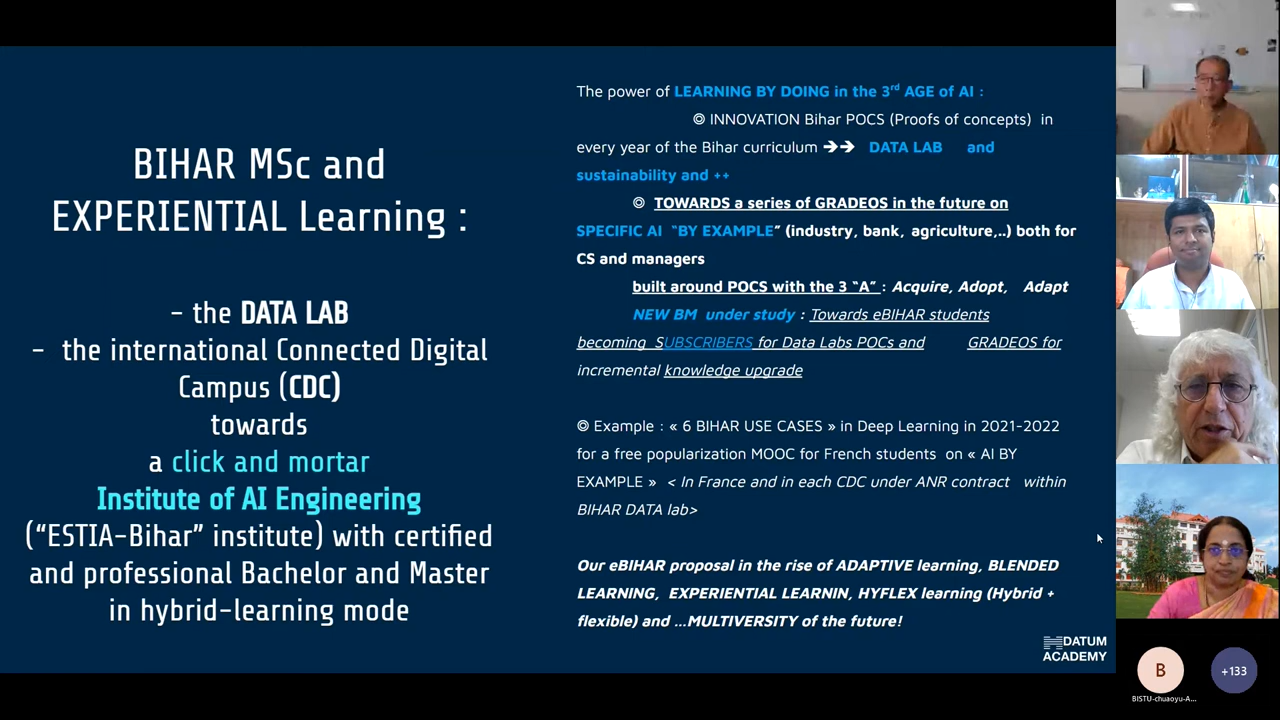 BIHAR MSc and
EXPERIENTIAL Learning :
- the DATA LAB
- the international Connected Digital
Campus (CDC)
towards
a click and mortar
Institute of AI Engineering
("ESTIA-Bihar" institute) with certified
and professional Bachelor and Master
in hybrid-learning mode
The power of LEARNING BY DOING in the 3rd AGE of AI :
◎ INNOVATION Bihar POCS (Proofs of concepts) in
every year of the Bihar curriculum ➔➔ DATA LAB and
sustainability and ++
◎ TOWARDS a series of GRADEOS in the future on
SPECIFIC AI "BY EXAMPLE" (industry, bank, agriculture,..) both for
CS and managers
built around POCS with the 3 "A" : Acquire, Adopt, Adapt
NEW BM under study : Towards eBIHAR students
becoming SUBSCRIBERS for Data Labs POCs and GRADEOS for
incremental knowledge upgrade
◎ Example : « 6 BIHAR USE CASES » in Deep Learning in 2021-2022
for a free popularization MOOC for French students on « AI BY
EXAMPLE » < In France and in each CDC under ANR contract within
BIHAR DATA lab>
Our eBIHAR proposal in the rise of ADAPTIVE learning, BLENDED
LEARNING, EXPERIENTIAL LEARNIN, HYFLEX learning (Hybrid +
flexible) and ...MULTIVERSITY of the future!
DATUM
ACADEMY
B
+133
BISTU-chuaoyu-A...